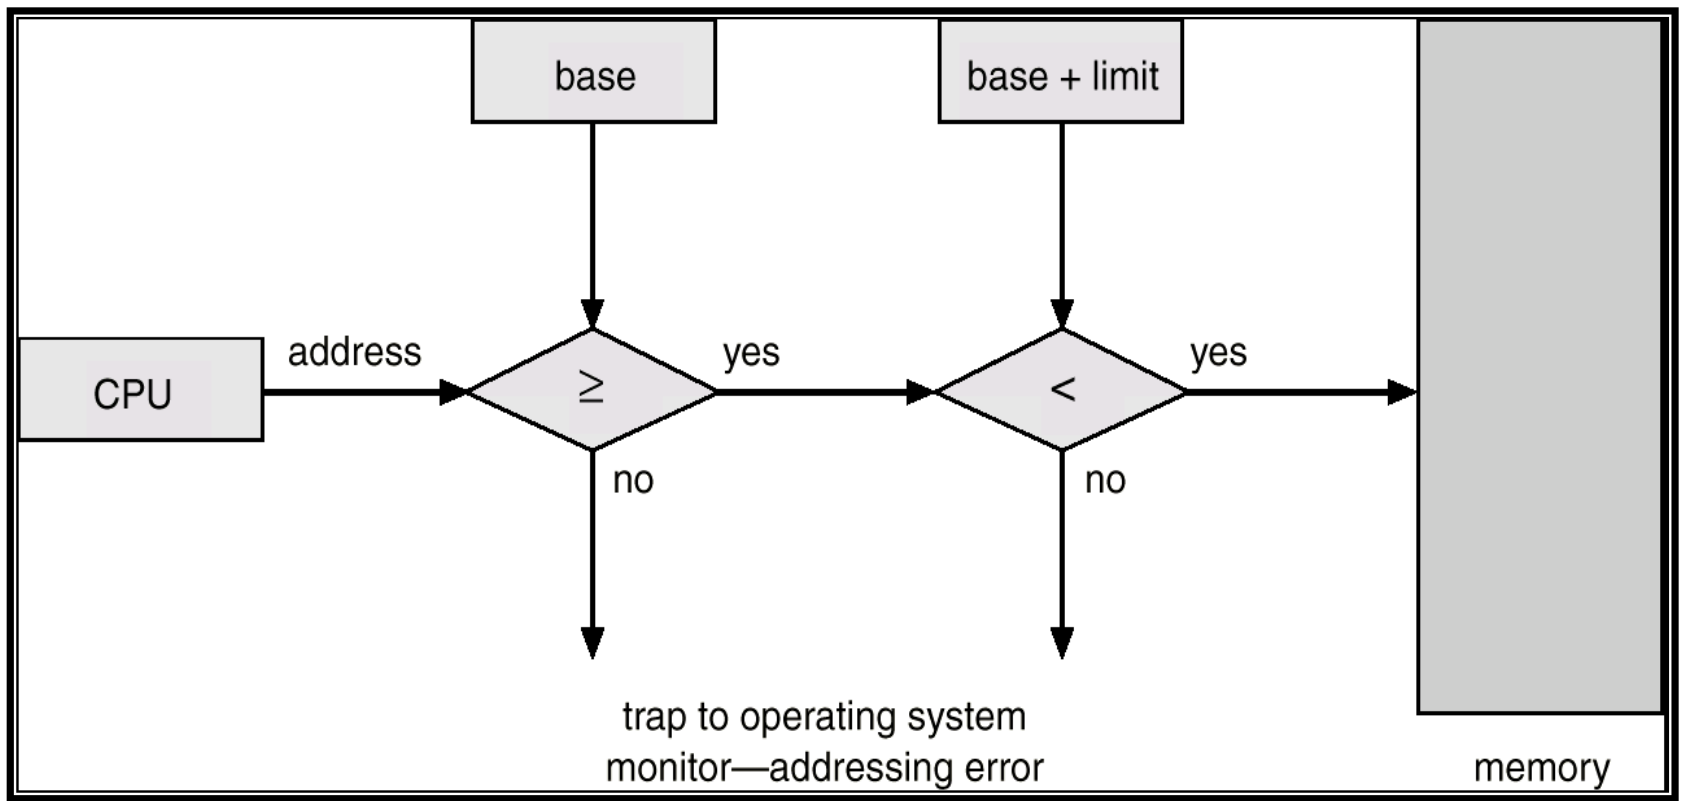 base
base + limit
CPU
address
≥
yes
<
yes
no
no
trap to operating system
monitor—addressing error
memory